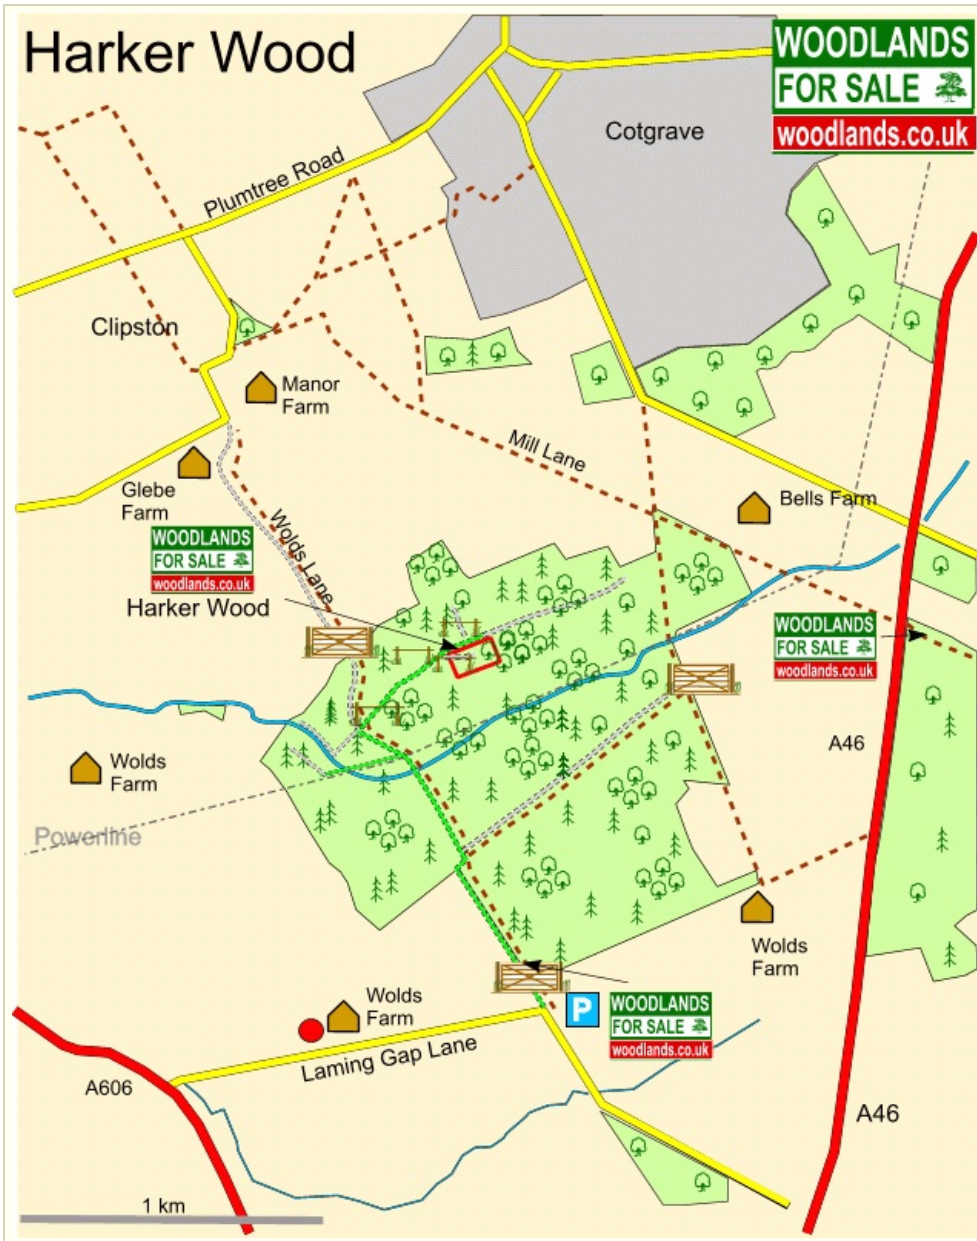 Harker Wood
WOODLANDS
FOR SALE
woodlands.co.uk
Cotgrave
Plumtree Road
Clipston
Manor
Farm
Mill Lane
Glebe
Farm
Bells Farm
Wolds Lane
WOODLANDS
FOR SALE
woodlands.co.uk
Harker Wood
WOODLANDS
FOR SALE
woodlands.co.uk
A46
Wolds
Farm
Powerline
Wolds
Farm
Wolds
Farm
P
WOODLANDS
FOR SALE
woodlands.co.uk
Laming Gap Lane
A606
A46
1 km